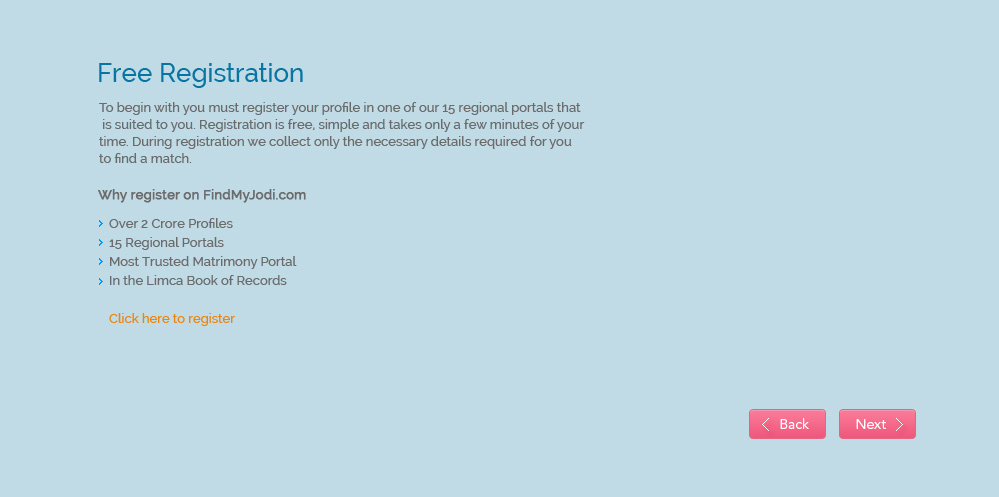 Free Registration
To begin with you must register your profile in one of our 15 regional portals that
is suited to you. Registration is free, simple and takes only a few minutes of your
time. During registration we collect only the necessary details required for you
to find a match.
Why register on FindMyJodi.com
Over 2 Crore Profiles
15 Regional Portals
Most Trusted Matrimony Portal
In the Limca Book of Records
Click here to register
Back
Next